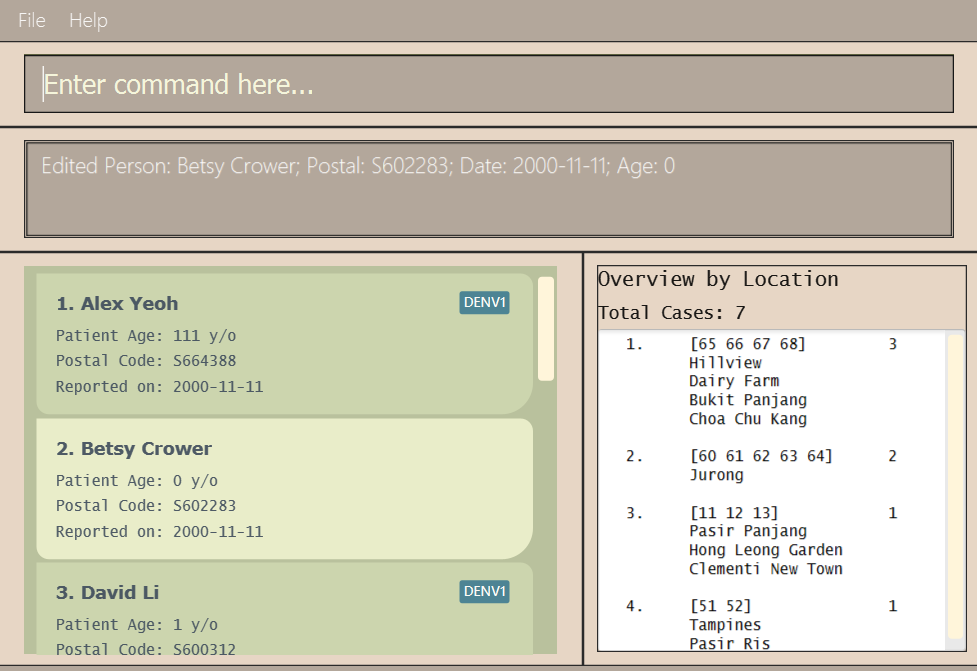 File Help
Enter command here...
Edited Person: Betsy Crower; Postal: S602283; Date: 2000-11-11; Age: 0
1. Alex Yeoh DENV1
Patient Age: 111 y/o
Postal Code: S664388
Reported on: 2000-11-11
2. Betsy Crower
Patient Age: 0 y/o
Postal Code: S602283
Reported on: 2000-11-11
3. David Li DENV1
Patient Age: 1 y/o
Postal Code: S600312
Overview by Location
Total Cases: 7
1. [65 66 67 68] 3
Hillview
Dairy Farm
Bukit Panjang
Choa Chu Kang
2. [60 61 62 63 64] 2
Jurong
3. [11 12 13] 1
Pasir Panjang
Hong Leong Garden
Clementi New Town
4. [51 52] 1
Tampines
Pasir Ris